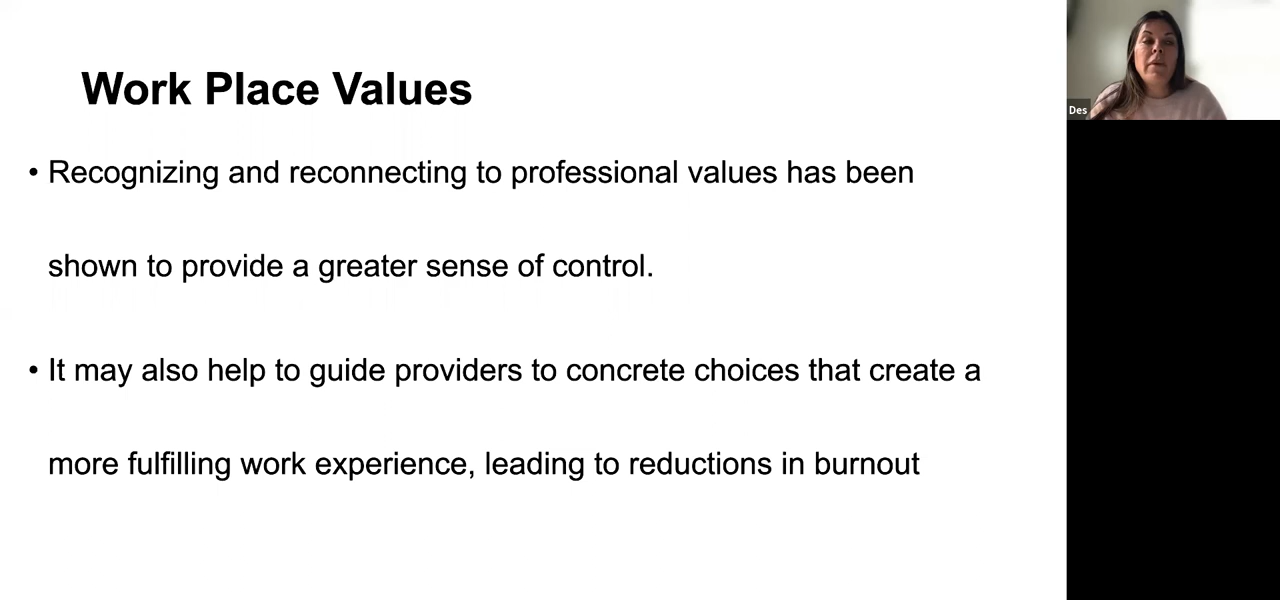 Work Place Values
• Recognizing and reconnecting to professional values has been
shown to provide a greater sense of control.
• It may also help to guide providers to concrete choices that create a
more fulfilling work experience, leading to reductions in burnout
Des